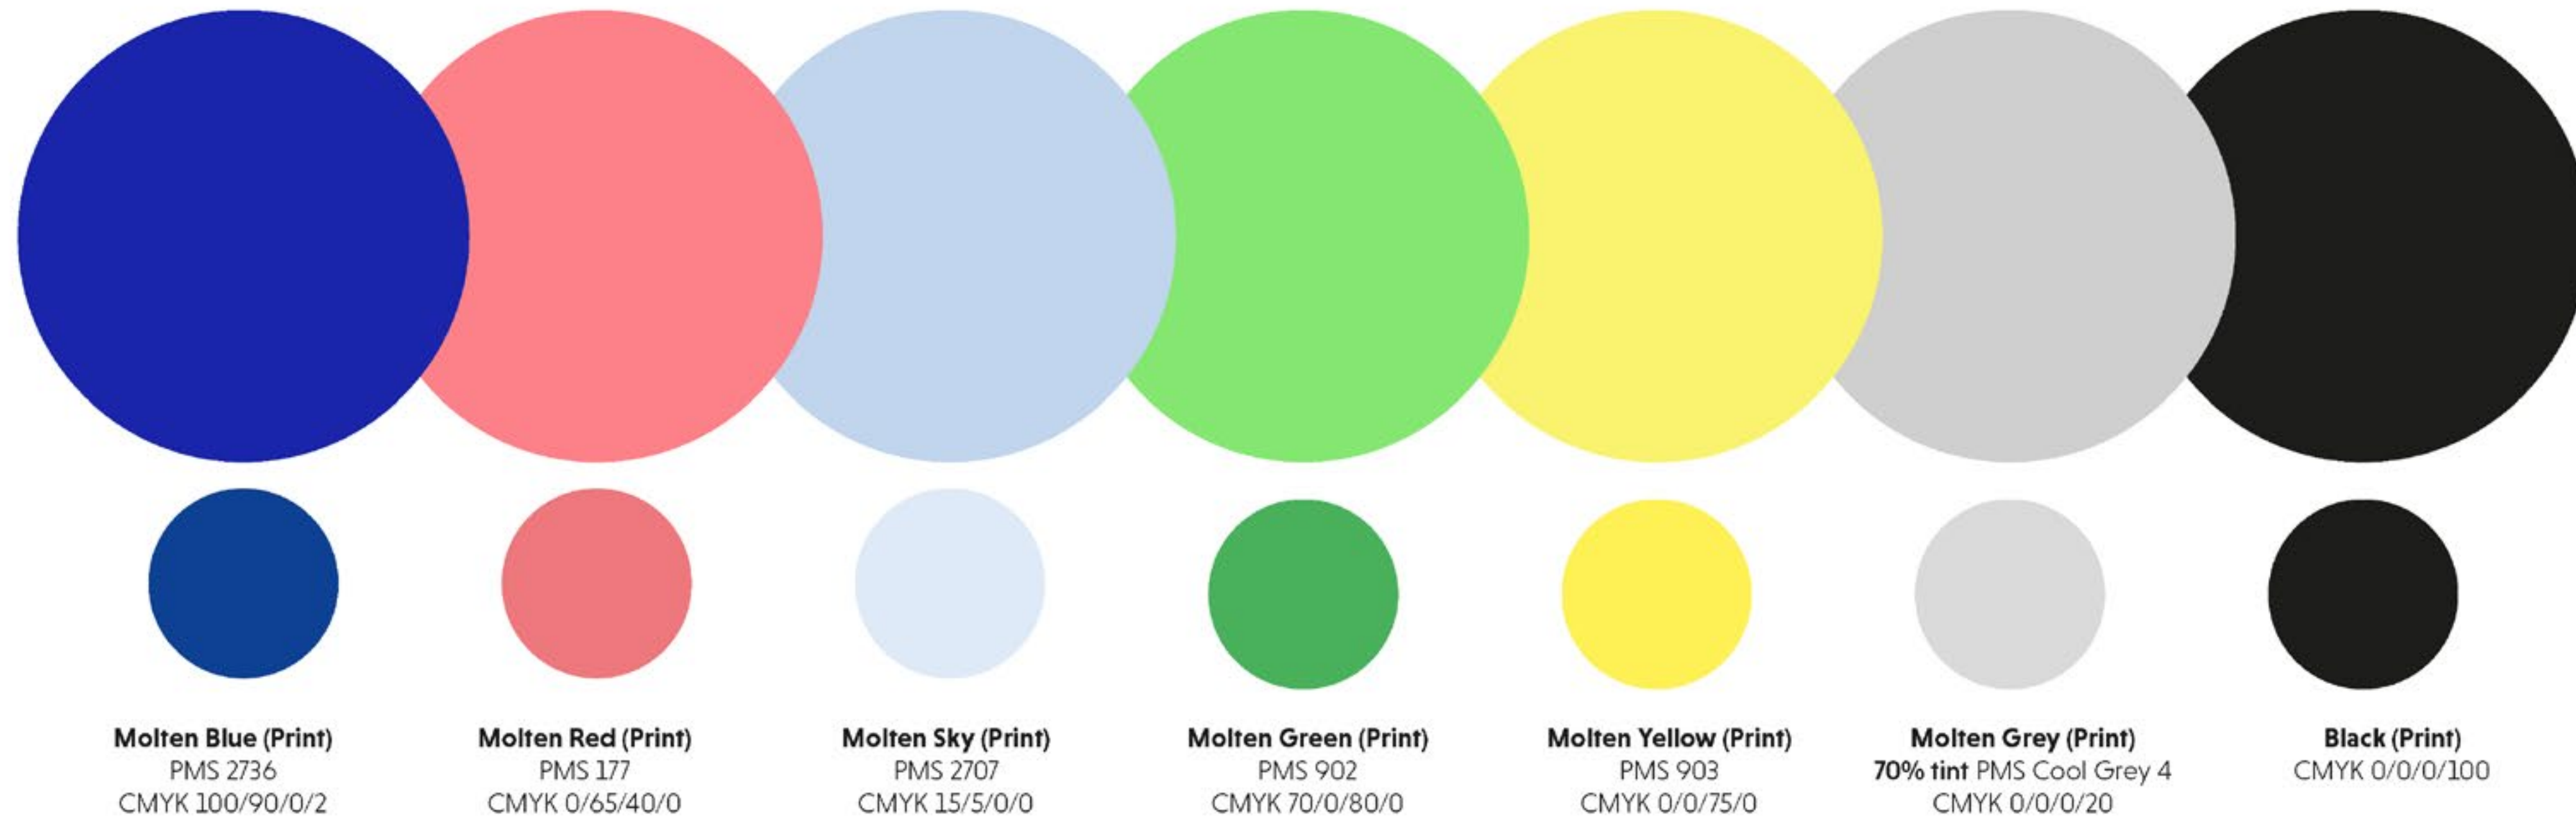 Molten Blue (Print)
PMS 2736
CMYK 100/90/0/2
Molten Red (Print)
PMS 177
CMYK 0/65/40/0
Molten Sky (Print)
PMS 2707
CMYK 15/5/0/0
Molten Green (Print)
PMS 902
CMYK 70/0/80/0
Molten Yellow (Print)
PMS 903
CMYK 0/0/75/0
Molten Grey (Print)
70% tint PMS Cool Grey 4
CMYK 0/0/0/20
Black (Print)
CMYK 0/0/0/100